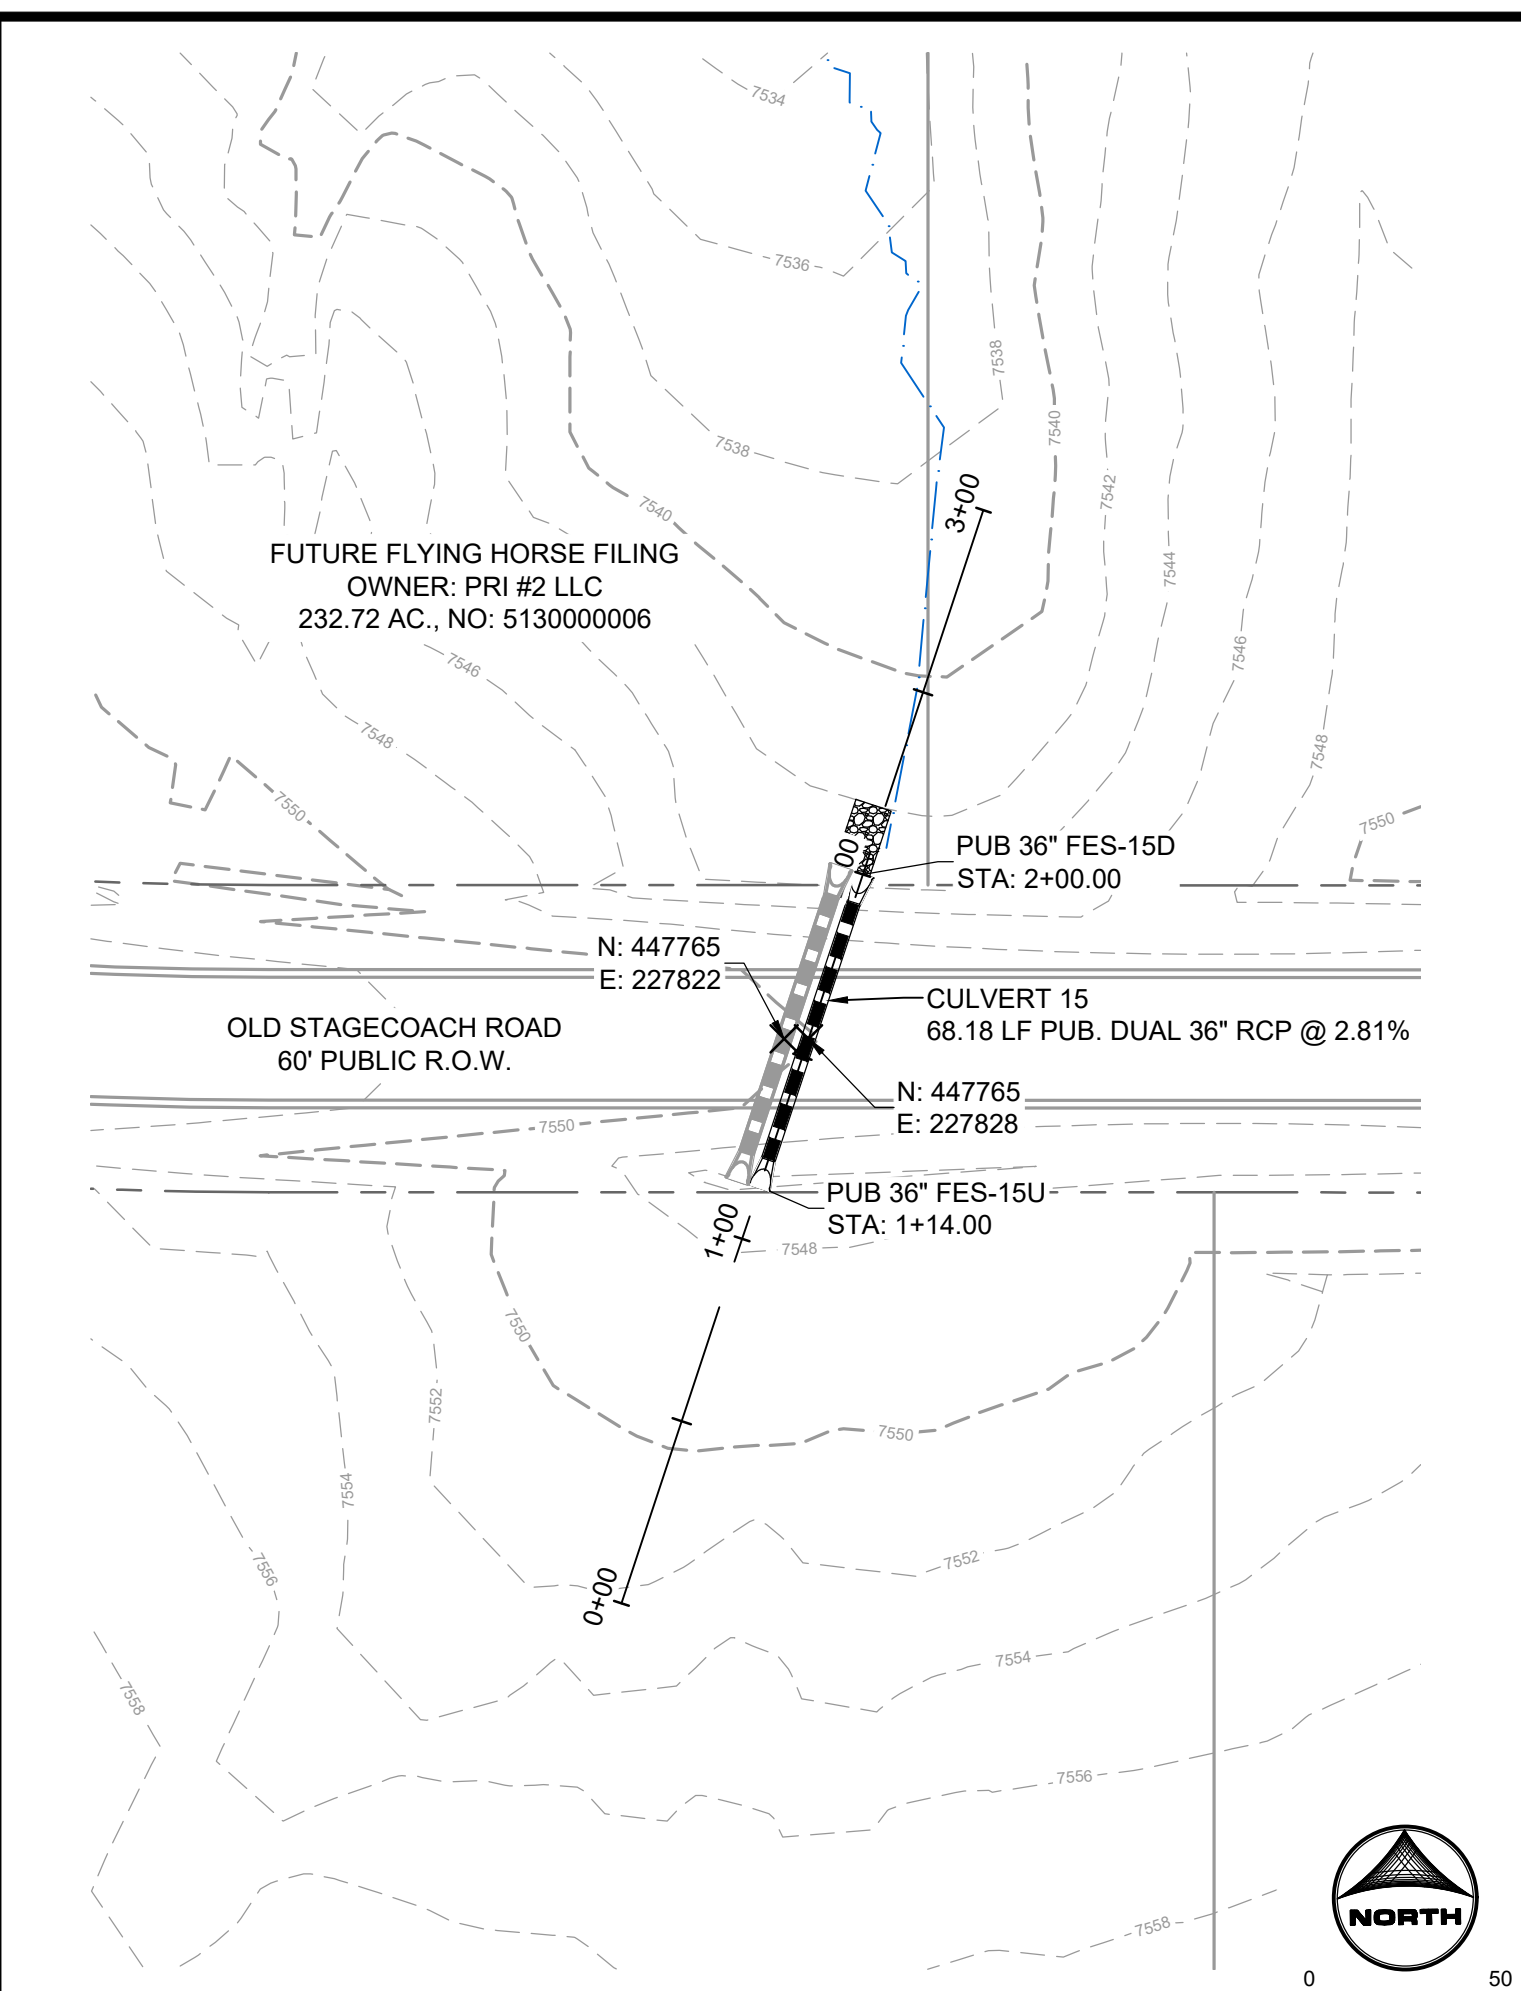 7534
7536
7538
7538
7540
7540
3+00
7542
7544
FUTURE FLYING HORSE FILING
OWNER: PRI #2 LLC
232.72 AC., NO: 5130000006
7546
7546
7548
7548
7550
7550
00
PUB 36" FES-15D
STA: 2+00.00
N: 447765
E: 227822
CULVERT 15
68.18 LF PUB. DUAL 36" RCP @ 2.81%
OLD STAGECOACH ROAD
60' PUBLIC R.O.W.
N: 447765
E: 227828
7550
PUB 36" FES-15U
STA: 1+14.00
1+00
7548
7550
7552
7550
7554
7552
7556
0+00
7554
7558
7556
7558
NORTH
0 50